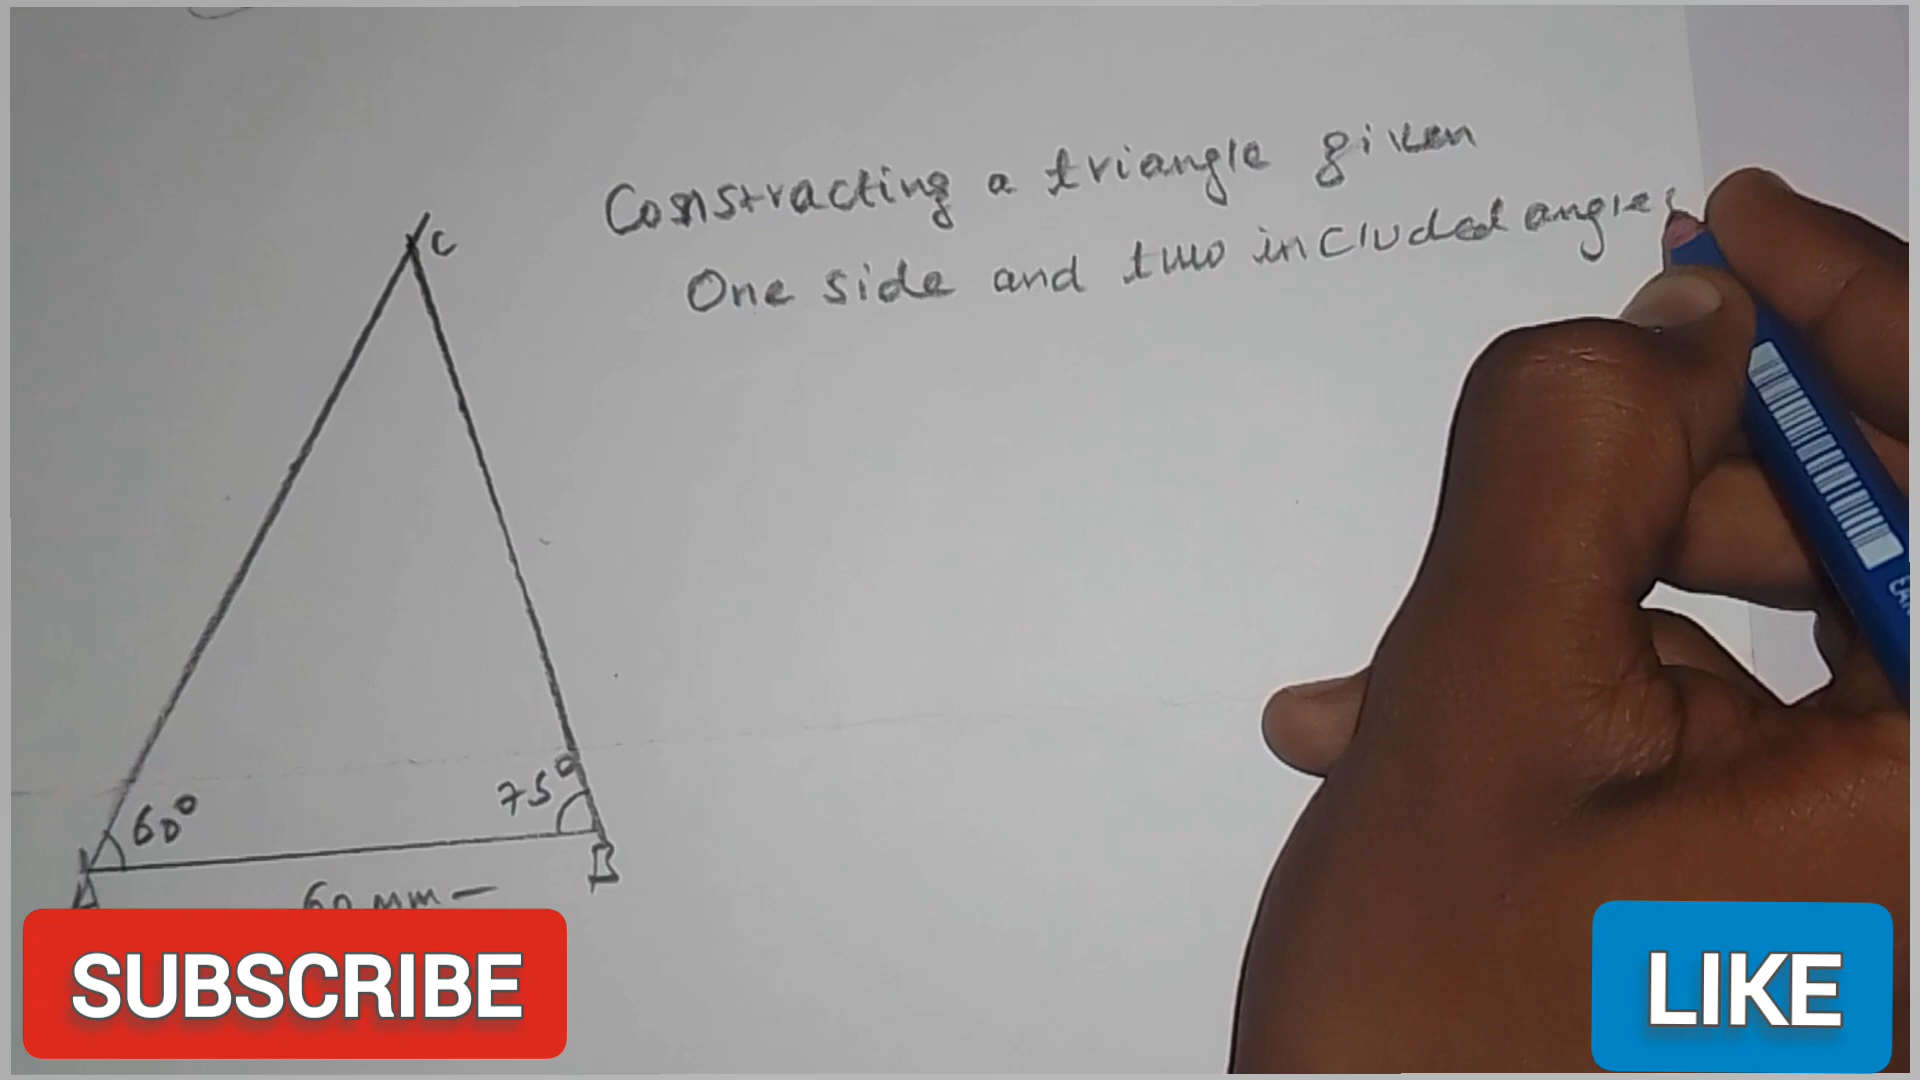 Constracting a triangle given
One side and two included angles
C
60°
75°
A
B
60 mm
SUBSCRIBE
LIKE